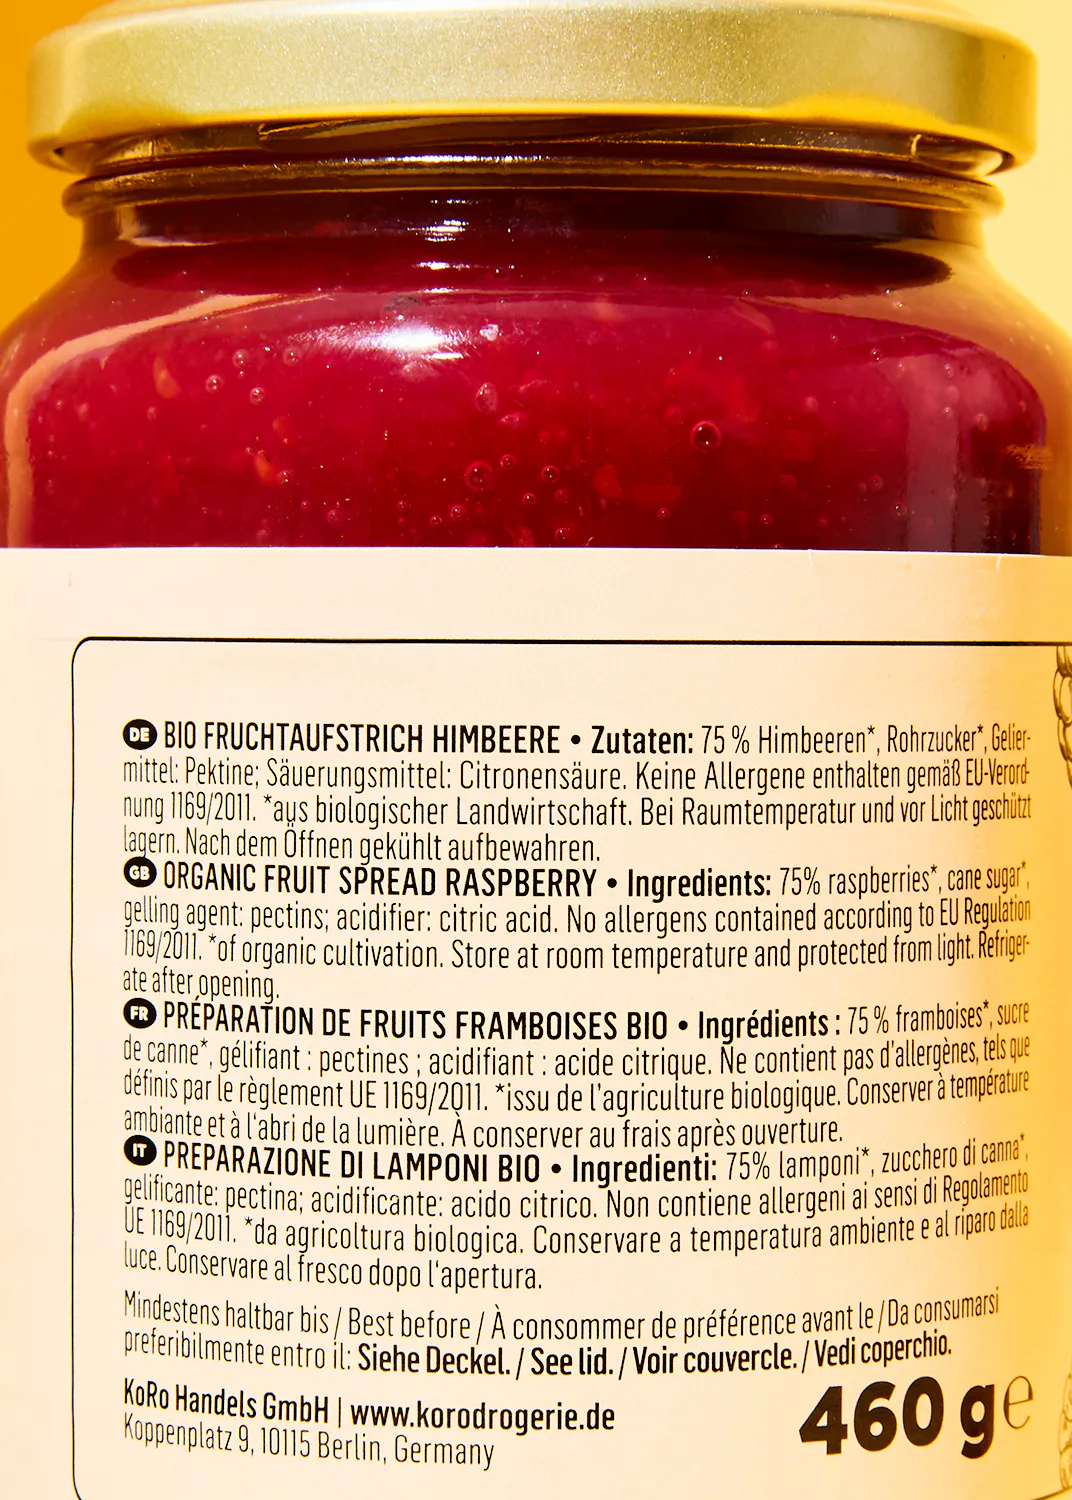 DE BIO FRUCHTAUFSTRICH HIMBEERE • Zutaten: 75 % Himbeeren*, Rohrzucker*, Gelier-
mittel: Pektine; Säuerungsmittel: Citronensäure. Keine Allergene enthalten gemäß EU-Verord-
nung 1169/2011. *aus biologischer Landwirtschaft. Bei Raumtemperatur und vor Licht geschützt
lagern. Nach dem Öffnen gekühlt aufbewahren.
GB ORGANIC FRUIT SPREAD RASPBERRY • Ingredients: 75% raspberries*, cane sugar*,
gelling agent: pectins; acidifier: citric acid. No allergens contained according to EU Regulation
1169/2011. *of organic cultivation. Store at room temperature and protected from light. Refriger-
ate after opening.
FR PRÉPARATION DE FRUITS FRAMBOISES BIO • Ingrédients : 75 % framboises*, sucre
de canne*, gélifiant : pectines ; acidifiant : acide citrique. Ne contient pas d'allergènes, tels que
définis par le règlement UE 1169/2011. *issu de l'agriculture biologique. Conserver à température
ambiante et à l'abri de la lumière. À conserver au frais après ouverture.
IT PREPARAZIONE DI LAMPONI BIO • Ingredienti: 75% lamponi*, zucchero di canna*,
gelificante: pectina; acidificante: acido citrico. Non contiene allergeni ai sensi di Regolamento
UE 1169/2011. *da agricoltura biologica. Conservare a temperatura ambiente e al riparo dalla
luce. Conservare al fresco dopo l'apertura.
Mindestens haltbar bis / Best before / À consommer de préférence avant le / Da consumarsi
preferibilmente entro il: Siehe Deckel. / See lid. / Voir couvercle. / Vedi coperchio.
KoRo Handels GmbH | www.korodrogerie.de
Koppenplatz 9, 10115 Berlin, Germany
460 g e